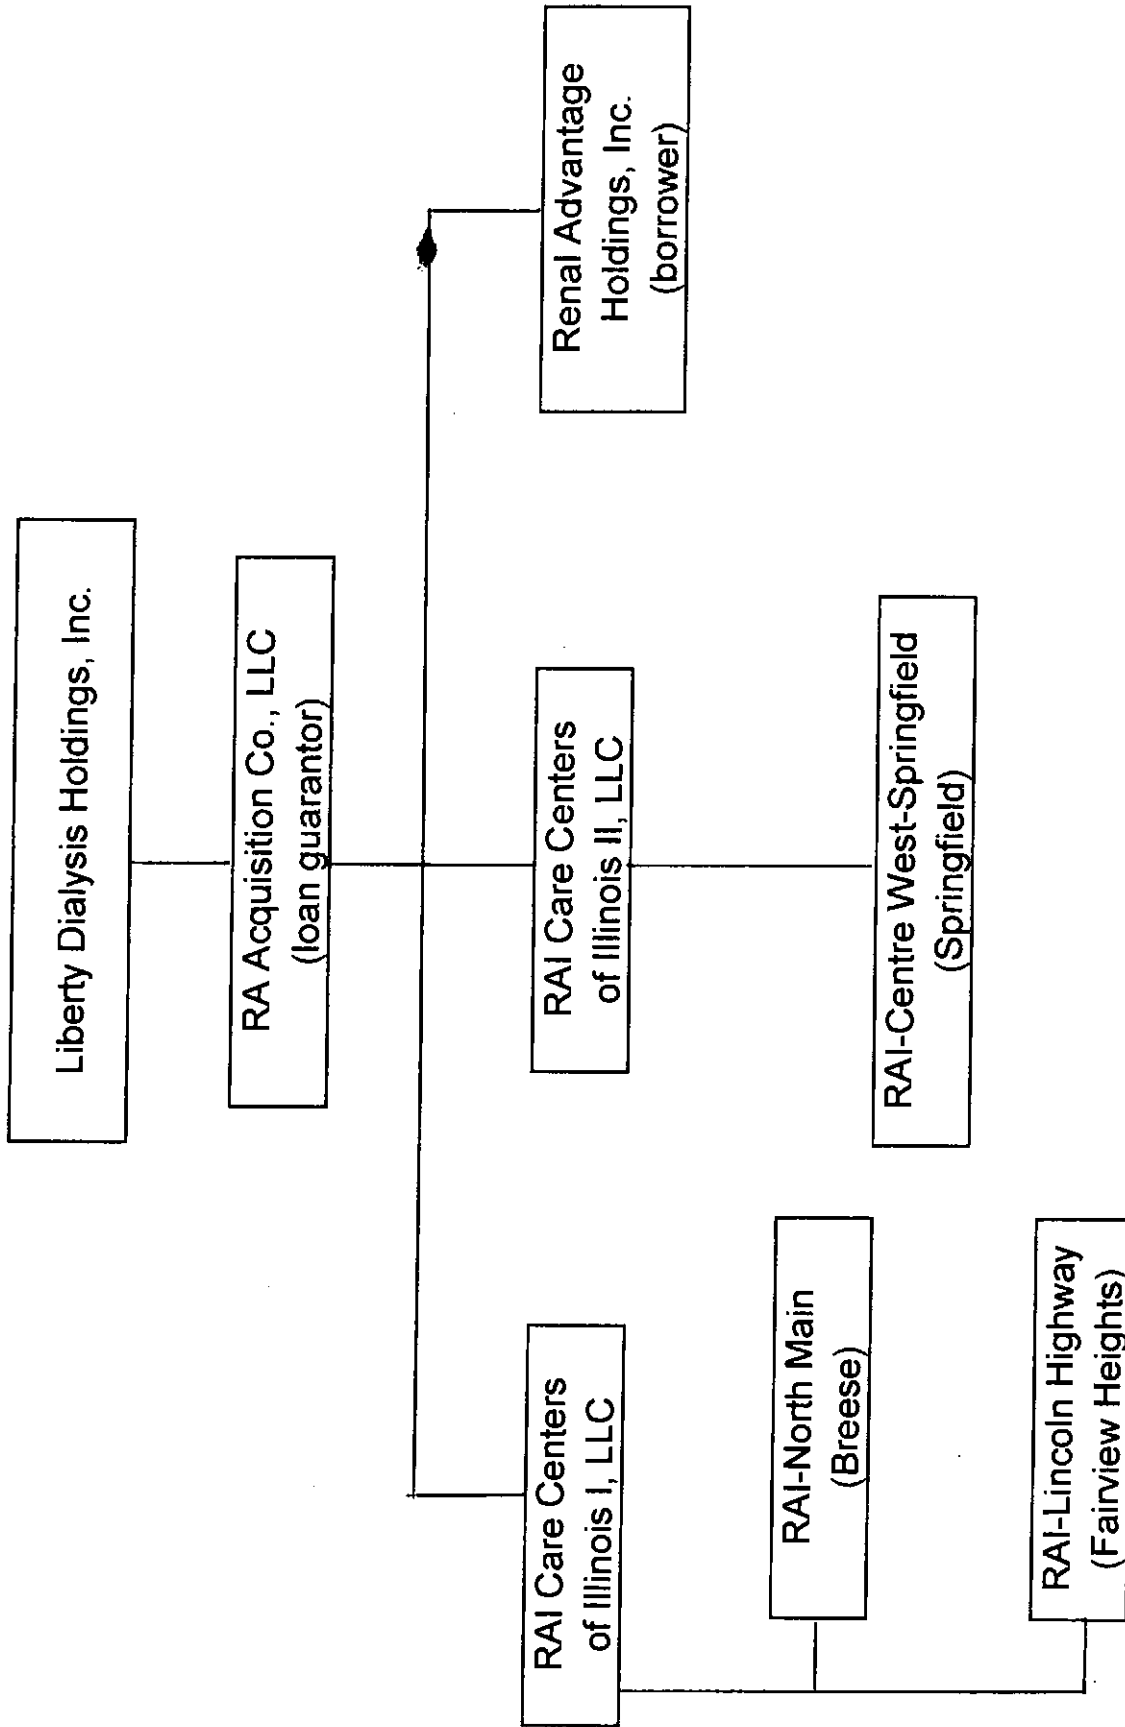 Liberty Dialysis Holdings, Inc.
RA Acquisition Co., LLC
(loan guarantor)
RAI Care Centers
of Illinois I, LLC
RAI Care Centers
of Illinois II, LLC
Renal Advantage
Holdings, Inc.
(borrower)
RAI-North Main
(Breese)
RAI-Centre West-Springfield
(Springfield)
RAI-Lincoln Highway
(Fairview Heights)